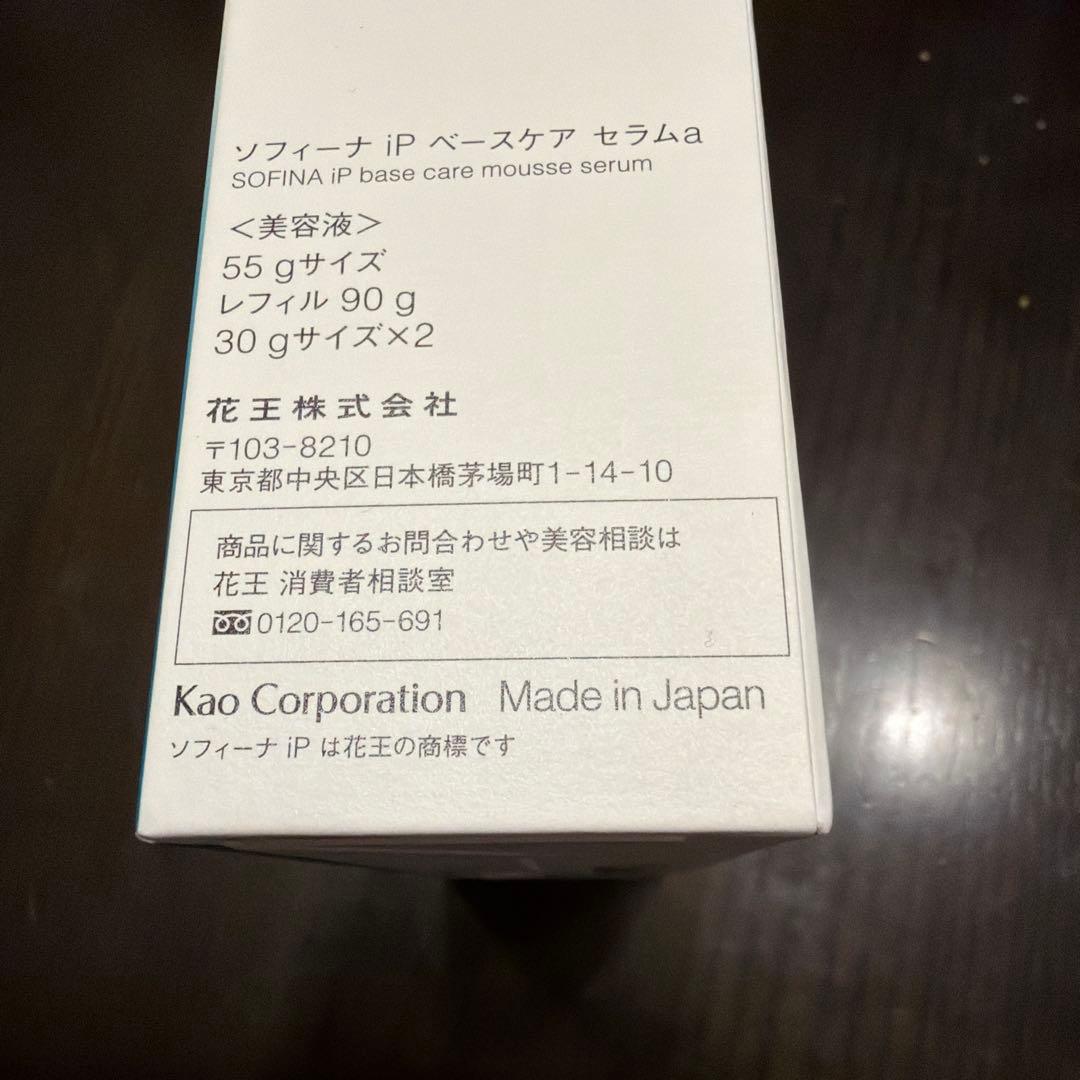 ソフィーナ iP ベースケア セラムa
SOFINA iP base care mousse serum
＜美容液＞
55 gサイズ
レフィル 90 g
30 gサイズ×2
花王株式会社
〒103-8210
東京都中央区日本橋茅場町1-14-10
商品に関するお問合わせや美容相談は
花王 消費者相談室
0120-165-691
Kao Corporation Made in Japan
ソフィーナ iP は花王の商標です